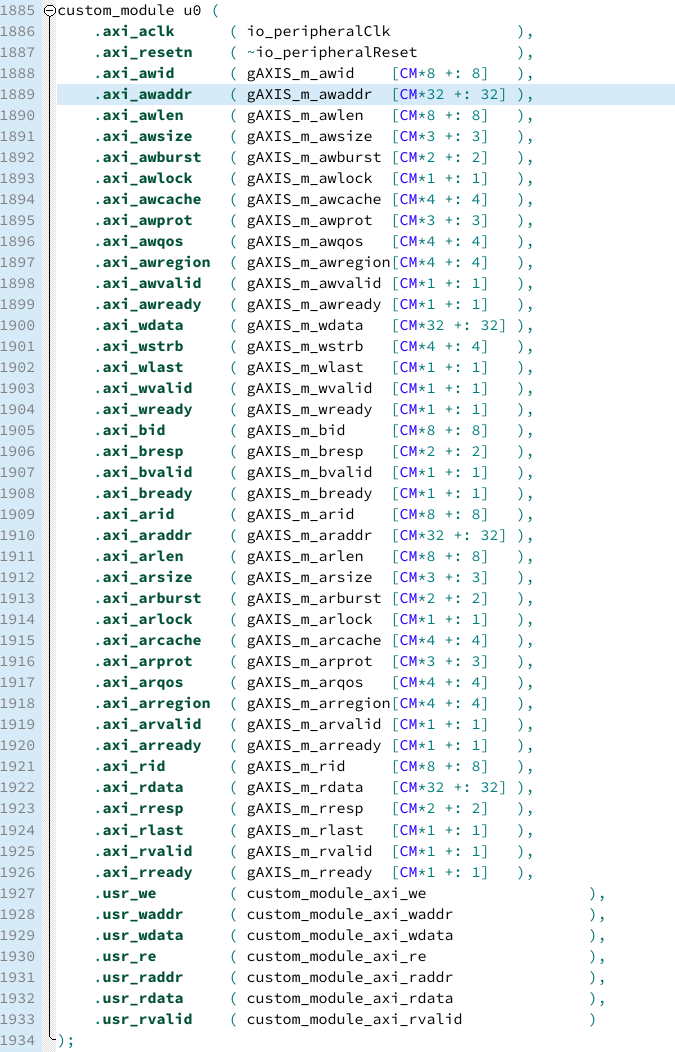 1885 custom_module u0 (
1886 .axi_aclk ( io_peripheralClk ),
1887 .axi_resetn ( ~io_peripheralReset ),
1888 .axi_awid ( gAXIS_m_awid [CM*8 +: 8] ),
1889 .axi_awaddr ( gAXIS_m_awaddr [CM*32 +: 32] ),
1890 .axi_awlen ( gAXIS_m_awlen [CM*8 +: 8] ),
1891 .axi_awsize ( gAXIS_m_awsize [CM*3 +: 3] ),
1892 .axi_awburst ( gAXIS_m_awburst [CM*2 +: 2] ),
1893 .axi_awlock ( gAXIS_m_awlock [CM*1 +: 1] ),
1894 .axi_awcache ( gAXIS_m_awcache [CM*4 +: 4] ),
1895 .axi_awprot ( gAXIS_m_awprot [CM*3 +: 3] ),
1896 .axi_awqos ( gAXIS_m_awqos [CM*4 +: 4] ),
1897 .axi_awregion ( gAXIS_m_awregion[CM*4 +: 4] ),
1898 .axi_awvalid ( gAXIS_m_awvalid [CM*1 +: 1] ),
1899 .axi_awready ( gAXIS_m_awready [CM*1 +: 1] ),
1900 .axi_wdata ( gAXIS_m_wdata [CM*32 +: 32] ),
1901 .axi_wstrb ( gAXIS_m_wstrb [CM*4 +: 4] ),
1902 .axi_wlast ( gAXIS_m_wlast [CM*1 +: 1] ),
1903 .axi_wvalid ( gAXIS_m_wvalid [CM*1 +: 1] ),
1904 .axi_wready ( gAXIS_m_wready [CM*1 +: 1] ),
1905 .axi_bid ( gAXIS_m_bid [CM*8 +: 8] ),
1906 .axi_bresp ( gAXIS_m_bresp [CM*2 +: 2] ),
1907 .axi_bvalid ( gAXIS_m_bvalid [CM*1 +: 1] ),
1908 .axi_bready ( gAXIS_m_bready [CM*1 +: 1] ),
1909 .axi_arid ( gAXIS_m_arid [CM*8 +: 8] ),
1910 .axi_araddr ( gAXIS_m_araddr [CM*32 +: 32] ),
1911 .axi_arlen ( gAXIS_m_arlen [CM*8 +: 8] ),
1912 .axi_arsize ( gAXIS_m_arsize [CM*3 +: 3] ),
1913 .axi_arburst ( gAXIS_m_arburst [CM*2 +: 2] ),
1914 .axi_arlock ( gAXIS_m_arlock [CM*1 +: 1] ),
1915 .axi_arcache ( gAXIS_m_arcache [CM*4 +: 4] ),
1916 .axi_arprot ( gAXIS_m_arprot [CM*3 +: 3] ),
1917 .axi_arqos ( gAXIS_m_arqos [CM*4 +: 4] ),
1918 .axi_arregion ( gAXIS_m_arregion[CM*4 +: 4] ),
1919 .axi_arvalid ( gAXIS_m_arvalid [CM*1 +: 1] ),
1920 .axi_arready ( gAXIS_m_arready [CM*1 +: 1] ),
1921 .axi_rid ( gAXIS_m_rid [CM*8 +: 8] ),
1922 .axi_rdata ( gAXIS_m_rdata [CM*32 +: 32] ),
1923 .axi_rresp ( gAXIS_m_rresp [CM*2 +: 2] ),
1924 .axi_rlast ( gAXIS_m_rlast [CM*1 +: 1] ),
1925 .axi_rvalid ( gAXIS_m_rvalid [CM*1 +: 1] ),
1926 .axi_rready ( gAXIS_m_rready [CM*1 +: 1] ),
1927 .usr_we ( custom_module_axi_we ),
1928 .usr_waddr ( custom_module_axi_waddr ),
1929 .usr_wdata ( custom_module_axi_wdata ),
1930 .usr_re ( custom_module_axi_re ),
1931 .usr_raddr ( custom_module_axi_raddr ),
1932 .usr_rdata ( custom_module_axi_rdata ),
1933 .usr_rvalid ( custom_module_axi_rvalid )
1934 );